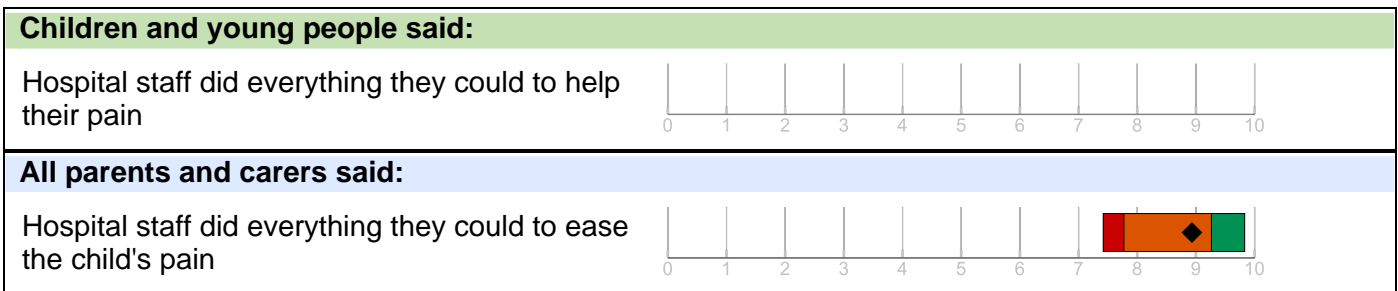 Children and young people said:
Hospital staff did everything they could to help
their pain
0 1 2 3 4 5 6 7 8 9 10
All parents and carers said:
Hospital staff did everything they could to ease
the child's pain
0 1 2 3 4 5 6 7 8 9 10